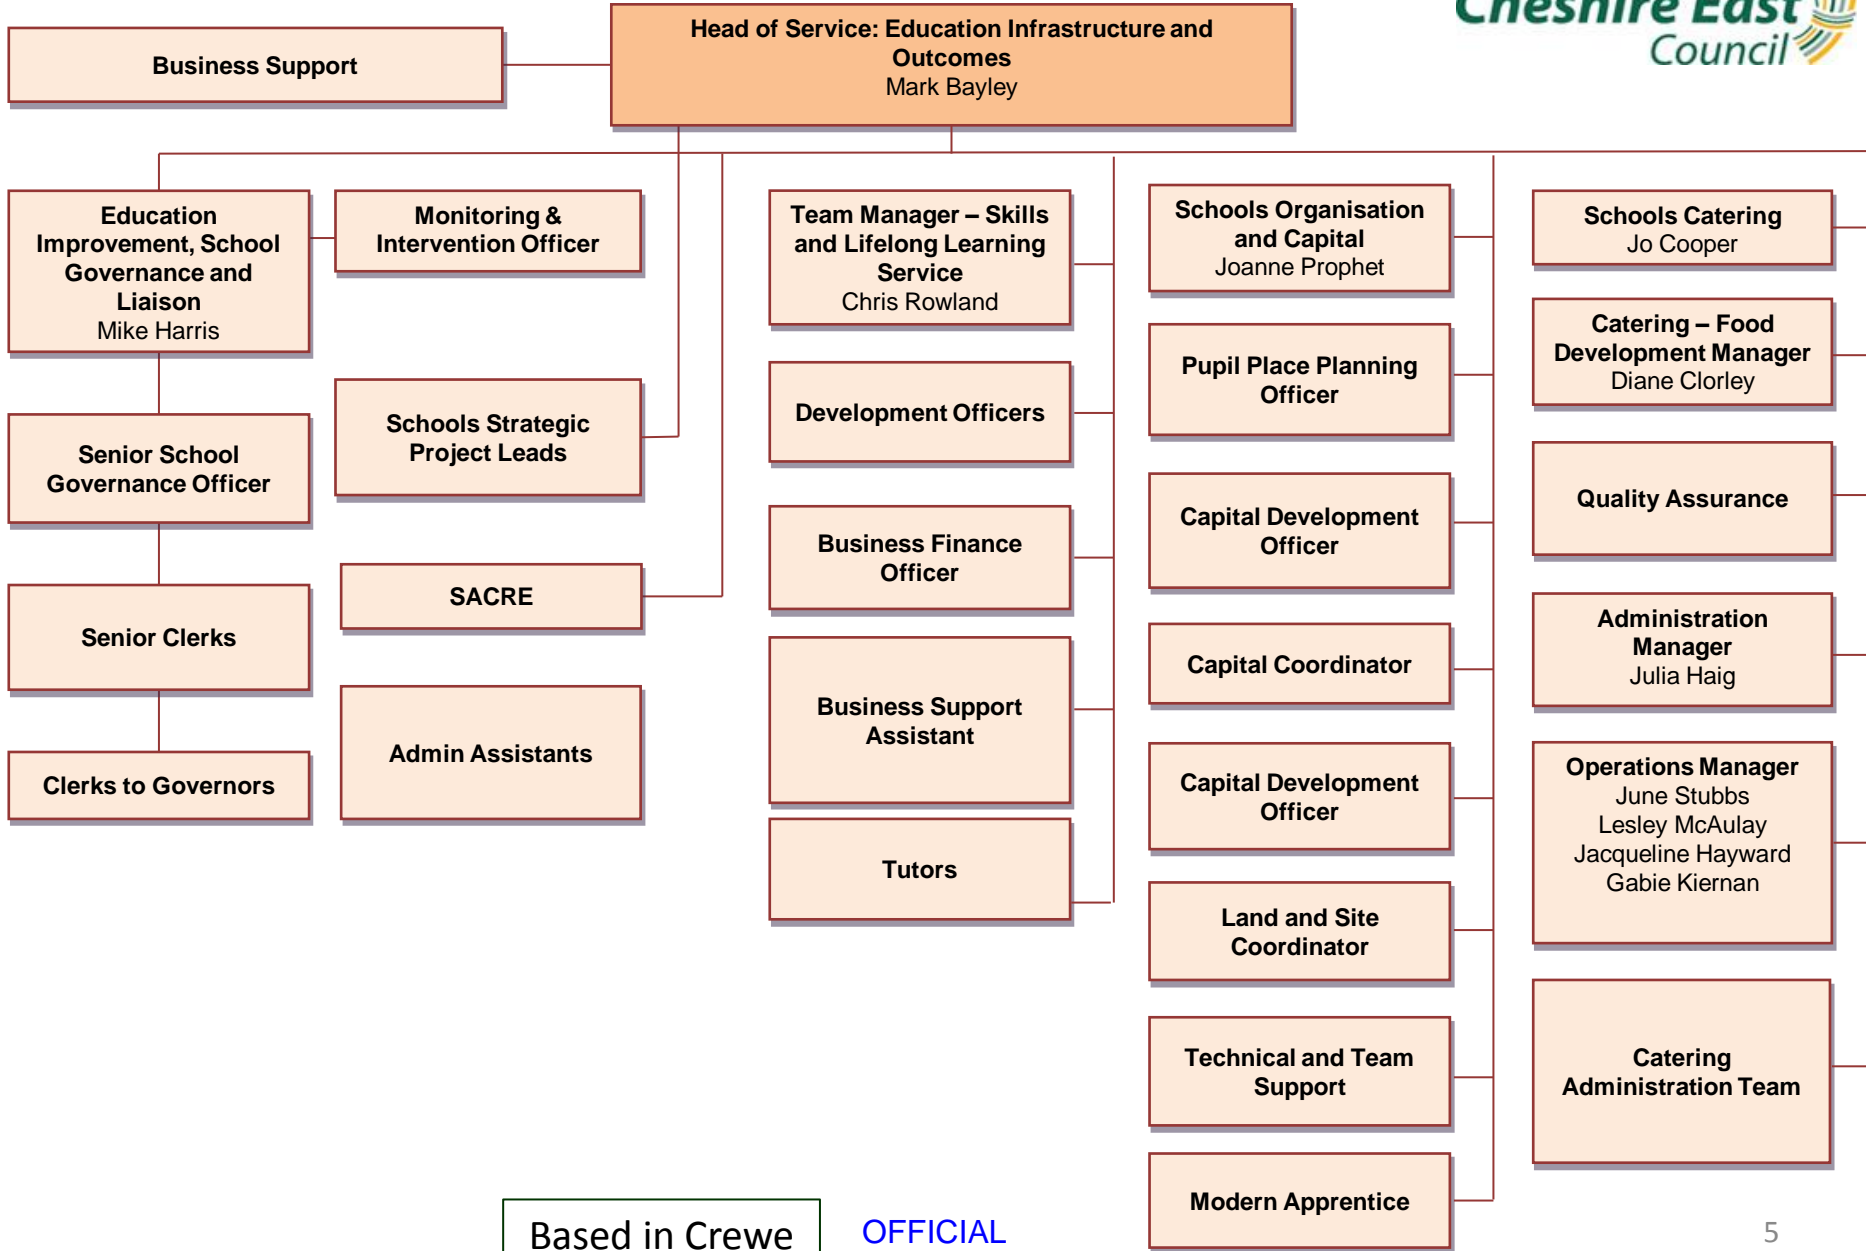 Cheshire East
Council
Head of Service: Education Infrastructure and
Outcomes
Mark Bayley
Business Support
Education
Improvement, School
Governance and
Liaison
Mike Harris
Senior School
Governance Officer
Senior Clerks
Clerks to Governors
Monitoring &
Intervention Officer
Schools Strategic
Project Leads
SACRE
Admin Assistants
Team Manager – Skills
and Lifelong Learning
Service
Chris Rowland
Development Officers
Business Finance
Officer
Business Support
Assistant
Tutors
Schools Organisation
and Capital
Joanne Prophet
Pupil Place Planning
Officer
Capital Development
Officer
Capital Coordinator
Capital Development
Officer
Land and Site
Coordinator
Technical and Team
Support
Modern Apprentice
Schools Catering
Jo Cooper
Catering – Food
Development Manager
Diane Clorley
Quality Assurance
Administration
Manager
Julia Haig
Operations Manager
June Stubbs
Lesley McAulay
Jacqueline Hayward
Gabie Kiernan
Catering
Administration Team
Based in Crewe
OFFICIAL
5